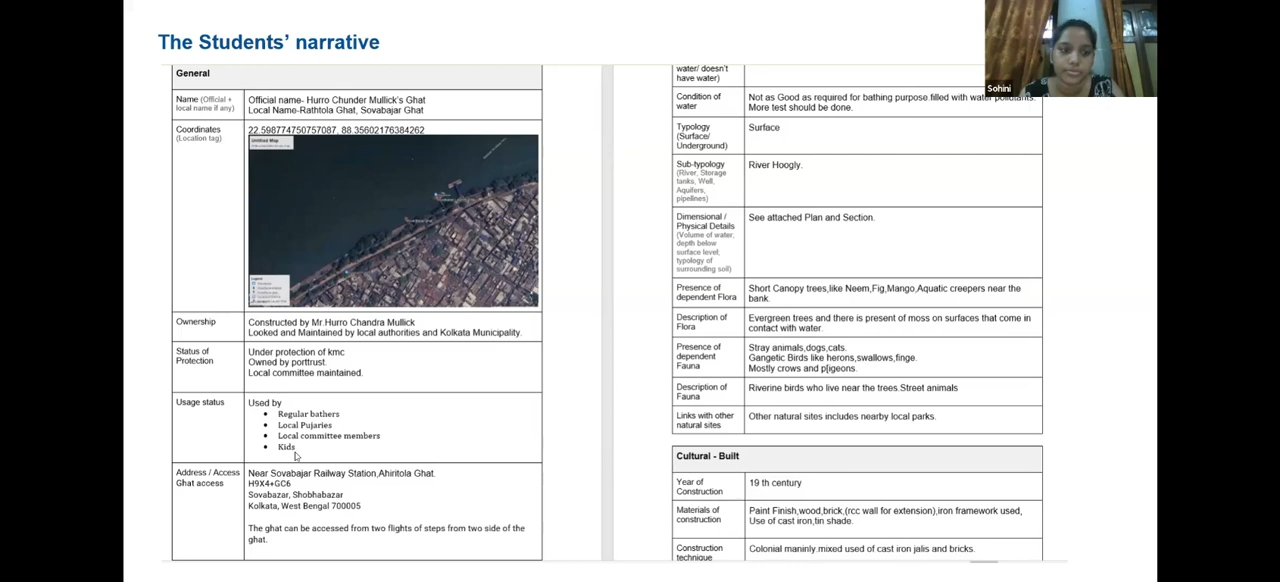 The Students' narrative
Sohini
General
Name (Official +
local name if any)
Official name- Hurro Chunder Mullick's Ghat
Local Name-Rathtola Ghat, Sovabajar Ghat
Coordinates
(Location tag)
22.598774750757087, 88.35602176384262
Untitled Map
Ownership
Constructed by Mr.Hurro Chandra Mullick
Looked and Maintained by local authorities and Kolkata Municipality.
Status of
Protection
Under protection of kmc
Owned by porttrust.
Local committee maintained.
Usage status
Used by
• Regular bathers
• Local Pujaries
• Local committee members
• Kids
Address / Access
Ghat access
Near Sovabajar Railway Station,Ahiritola Ghat.
H9X4+GC6
Sovabazar, Shobhabazar
Kolkata, West Bengal 700005
The ghat can be accessed from two flights of steps from two side of the
ghat.
water/ doesn't
have water)
Condition of
water
Not as Good as required for bathing purpose.filled with water pollutants.
More test should be done.
Typology
(Surface/
Underground)
Surface
Sub-typology
(River, Storage
tanks, Well,
Aquifers,
pipelines)
River Hoogly.
Dimensional /
Physical Details
(Volume of water,
depth below
surface level,
typology of
surrounding soil)
See attached Plan and Section.
Presence of
dependent Flora
Short Canopy trees,like Neem,Fig,Mango,Aquatic creepers near the
bank.
Description of
Flora
Evergreen trees and there is present of moss on surfaces that come in
contact with water.
Presence of
dependent
Fauna
Stray animals,dogs,cats.
Gangetic Birds like herons,swallows,finge.
Mostly crows and p[igeons.
Description of
Fauna
Riverine birds who live near the trees.Street animals
Links with other
natural sites
Other natural sites includes nearby local parks.
Cultural - Built
Year of
Construction
19 th century
Materials of
construction
Paint Finish,wood,brick,(rcc wall for extension),iron framework used,
Use of cast iron,tin shade.
Construction
technique
Colonial maninly.mixed used of cast iron jalis and bricks.